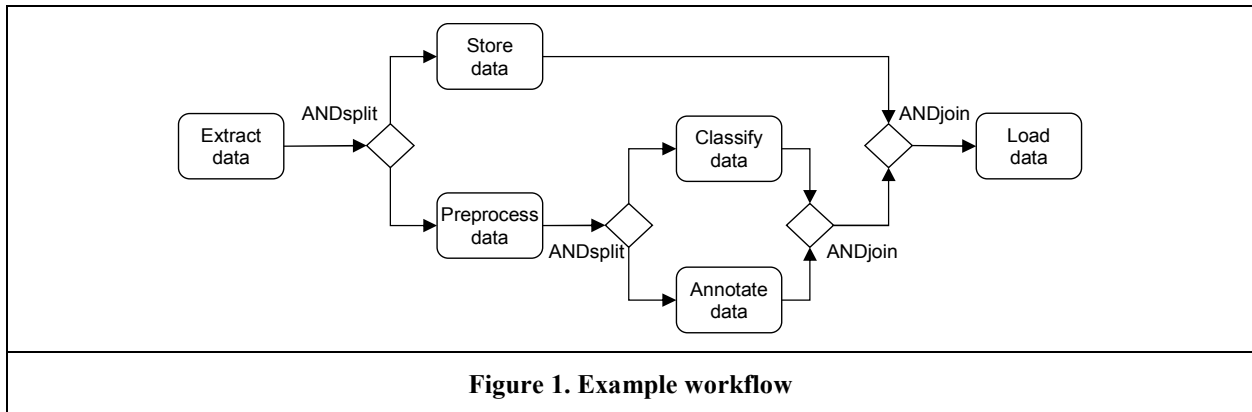 Store
data
ANDsplit
ANDjoin
Extract
data
Classify
data
Load
data
Preprocess
data
ANDsplit
ANDjoin
Annotate
data
Figure 1. Example workflow